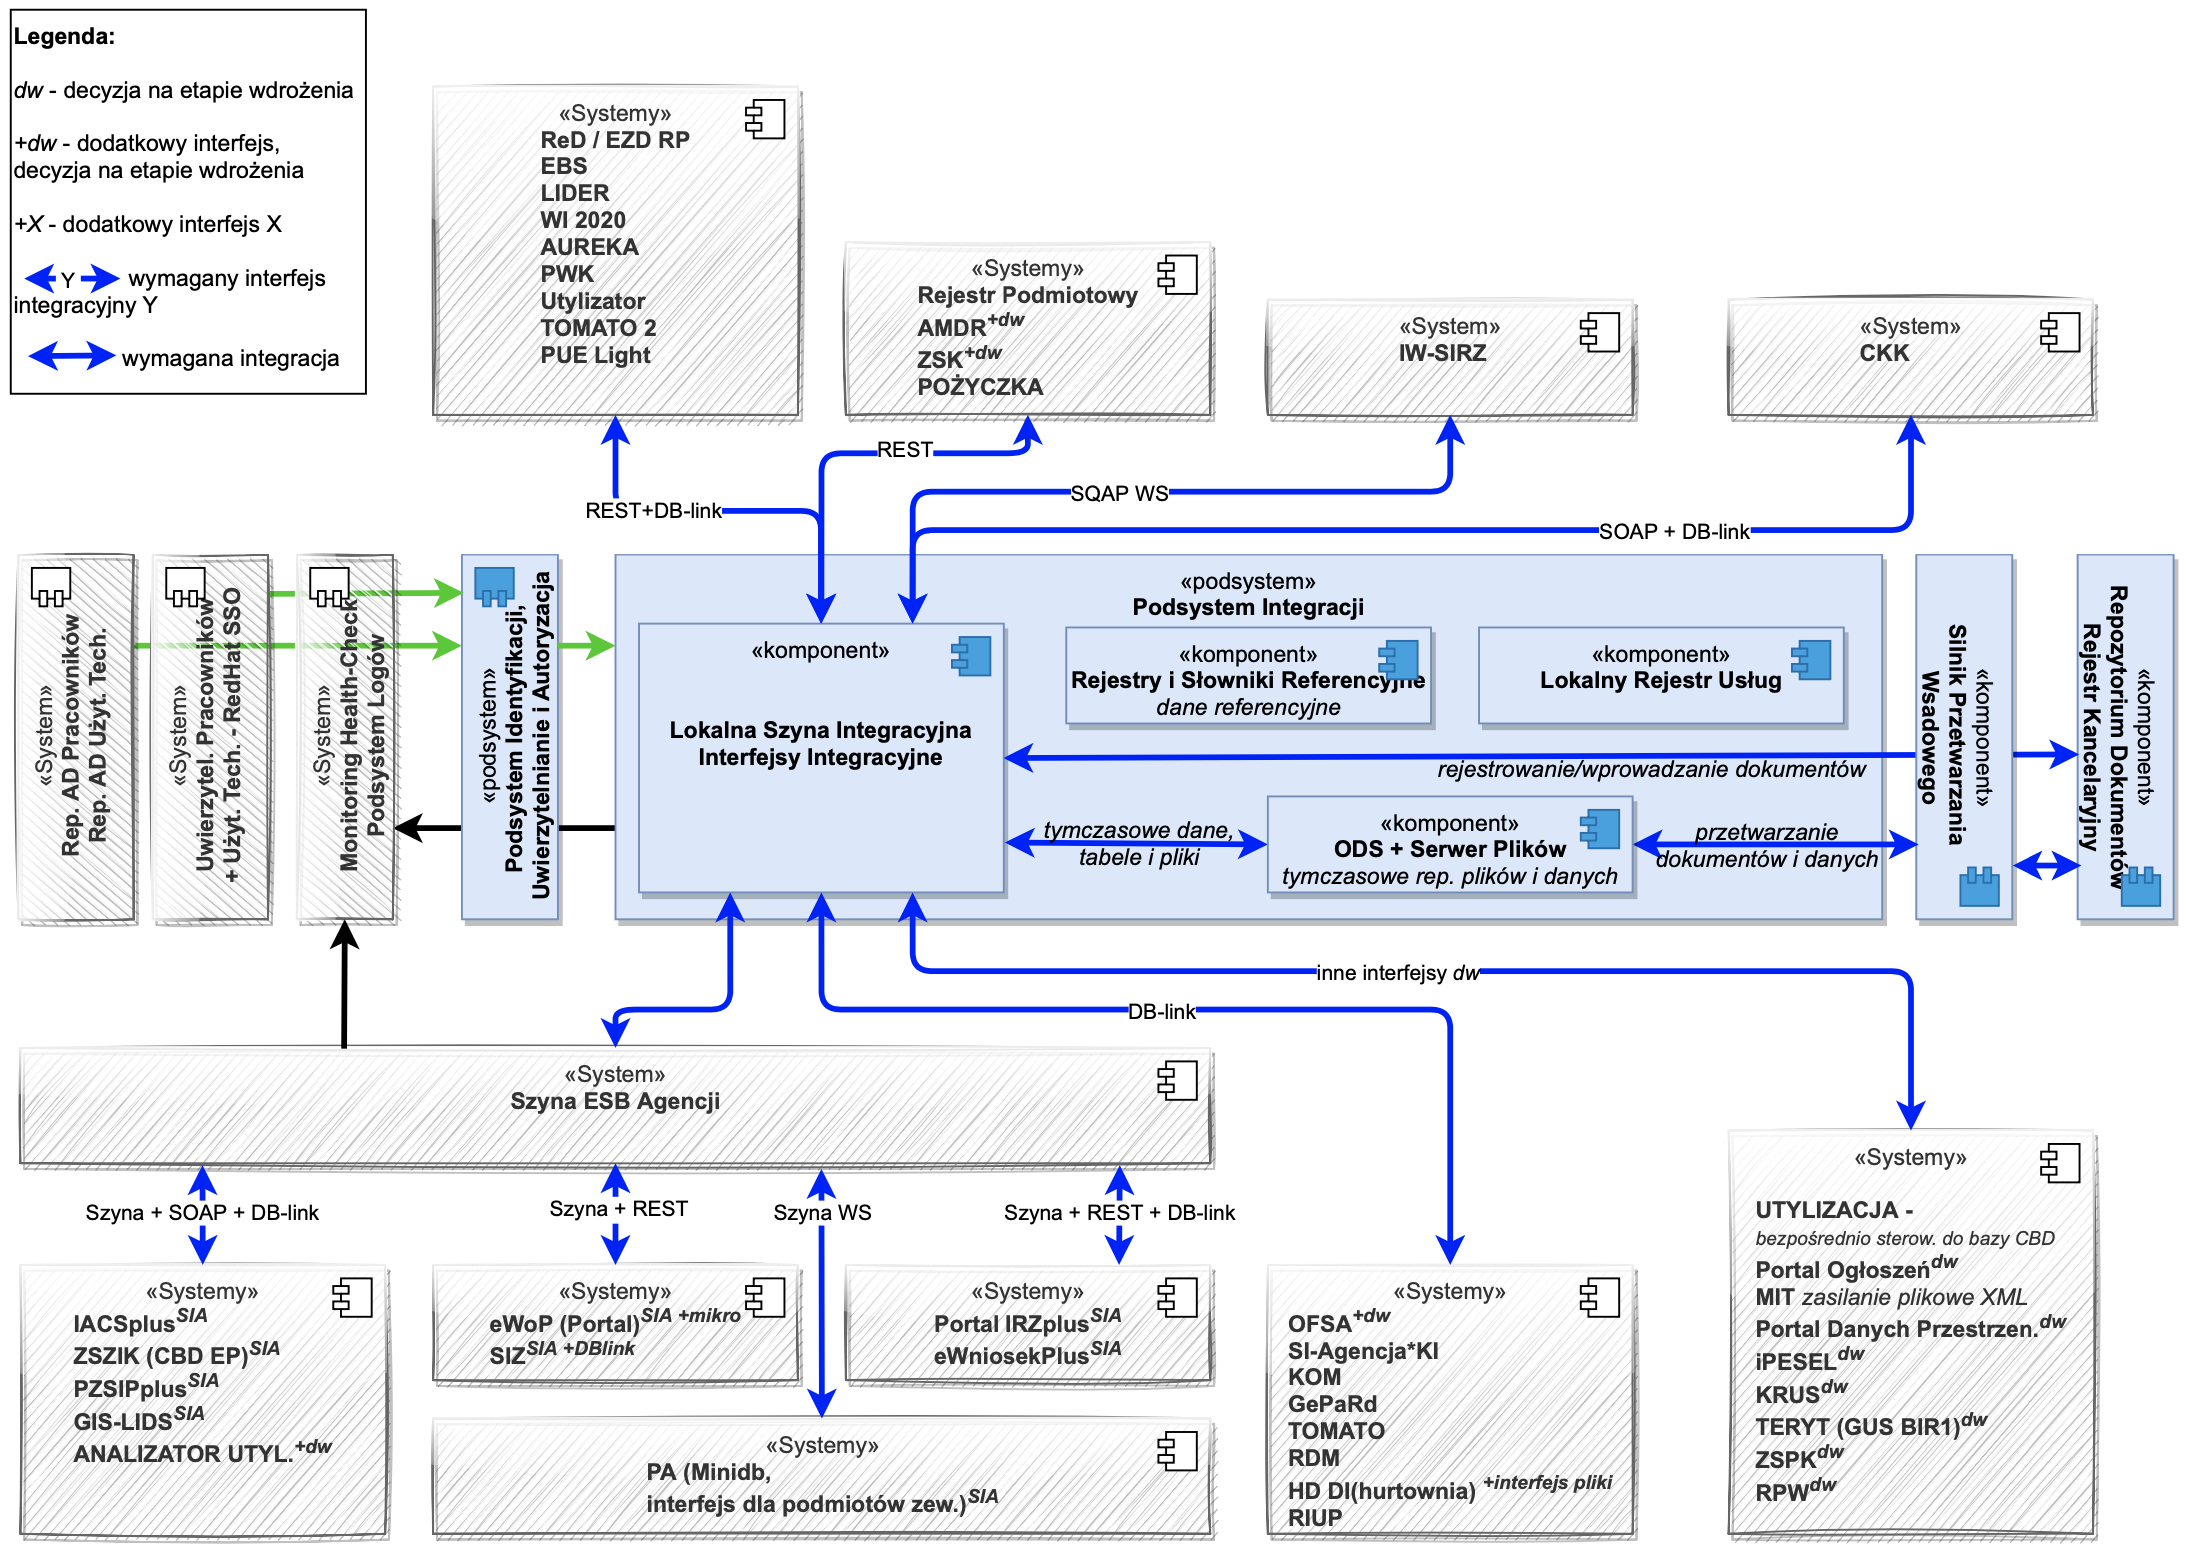 Legenda:
dw - decyzja na etapie wdrożenia
+dw - dodatkowy interfejs,
decyzja na etapie wdrożenia
+X - dodatkowy interfejs X
Y wymagany interfejs
integracyjny Y
wymagana integracja
«Systemy»
ReD / EZD RP
EBS
LIDER
WI 2020
AUREKA
PWK
Utylizator
TOMATO 2
PUE Light
«Systemy»
Rejestr Podmiotowy
AMDR+dw
ZSK+dw
POŻYCZKA
«System»
IW-SIRZ
«System»
CKK
REST
SQAP WS
REST+DB-link
SOAP + DB-link
«System»
Rep. AD Pracowników
Rep. AD Użyt. Tech.
«System»
Uwierzytel. Pracowników
+ Użyt. Tech. - RedHat SSO
«System»
Monitoring Health-Check
Podsystem Logów
«podsystem»
Podsystem Identyfikacji,
Uwierzytelnianie i Autoryzacja
«podsystem»
Podsystem Integracji
«komponent»
Lokalna Szyna Integracyjna
Interfejsy Integracyjne
«komponent»
Rejestry i Słowniki Referencyjne
dane referencyjne
«komponent»
Lokalny Rejestr Usług
rejestrowanie/wprowadzanie dokumentów
tymczasowe dane,
tabele i pliki
«komponent»
ODS + Serwer Plików
tymczasowe rep. plików i danych
przetwarzanie
dokumentów i danych
«komponent»
Silnik Przetwarzania
Wsadowego
«komponent»
Repozytorium Dokumentów
Rejestr Kancelaryjny
inne interfejsy dw
DB-link
«System»
Szyna ESB Agencji
Szyna + SOAP + DB-link
Szyna + REST
Szyna WS
Szyna + REST + DB-link
«Systemy»
IACSplusSIA
ZSZIK (CBD EP)SIA
PZSIPplusSIA
GIS-LIDSSIA
ANALIZATOR UTYL.+dw
«Systemy»
eWoP (Portal)SIA +mikro
SIZSIA +DBlink
«Systemy»
Portal IRZplusSIA
eWniosekPlusSIA
«Systemy»
PA (Minidb,
interfejs dla podmiotów zew.)SIA
«Systemy»
OFSA+dw
SI-Agencja*KI
KOM
GePaRd
TOMATO
RDM
HD DI(hurtownia) +interfejs pliki
RIUP
«Systemy»
UTYLIZACJA -
bezpośrednio sterow. do bazy CBD
Portal Ogłoszeńdw
MIT zasilanie plikowe XML
Portal Danych Przestrzen.dw
iPESELdw
KRUSdw
TERYT (GUS BIR1)dw
ZSPKdw
RPWdw